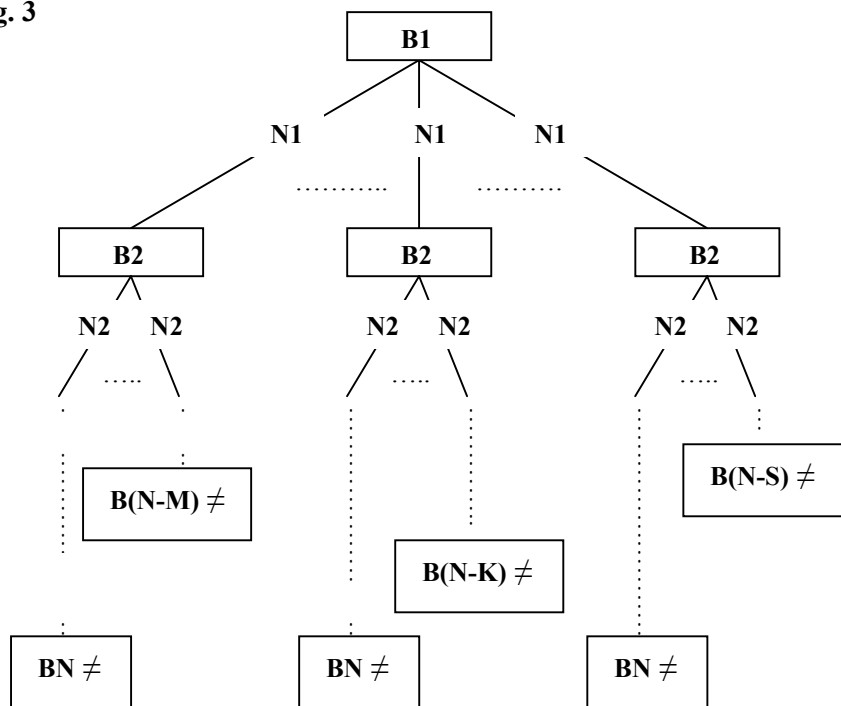 g. 3
B1
N1 N1 N1
........... ...........
B2 B2 B2
N2 N2 N2 N2 N2 N2
..... ..... .....
B(N-S) ≠
B(N-M) ≠
B(N-K) ≠
BN ≠ BN ≠ BN ≠